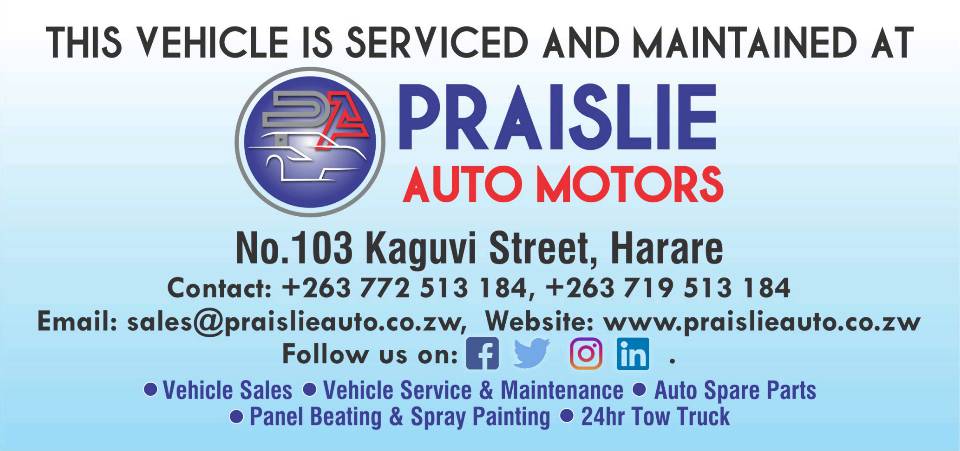 THIS VEHICLE IS SERVICED AND MAINTAINED AT
PA
PRAISLIE
AUTO MOTORS
No.103 Kaguvi Street, Harare
Contact: +263 772 513 184, +263 719 513 184
Email: sales@praislieauto.co.zw, Website: www.praislieauto.co.zw
Follow us on: .
• Vehicle Sales • Vehicle Service & Maintenance • Auto Spare Parts
• Panel Beating & Spray Painting • 24hr Tow Truck